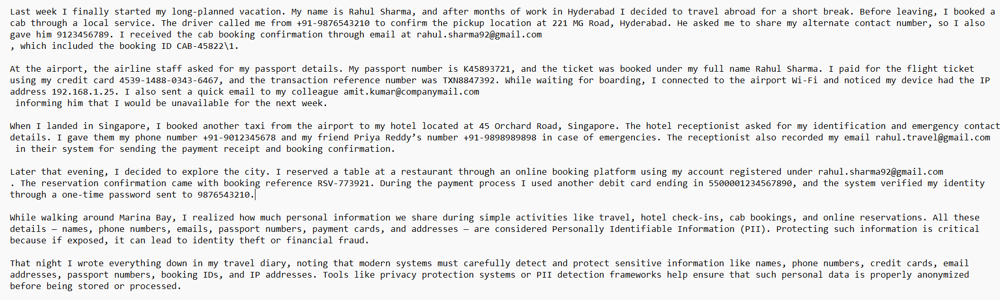 Last week I finally started my long-planned vacation. My name is Rahul Sharma, and after months of work in Hyderabad I decided to travel abroad for a short break. Before leaving, I booked a
cab through a local service. The driver called me from +91-9876543210 to confirm the pickup location at 221 MG Road, Hyderabad. He asked me to share my alternate contact number, so I also
gave him 9123456789. I received the cab booking confirmation through email at rahul.sharma92@gmail.com
, which included the booking ID CAB-45822\1.
At the airport, the airline staff asked for my passport details. My passport number is K45893721, and the ticket was booked under my full name Rahul Sharma. I paid for the flight ticket
using my credit card 4539-1488-0343-6467, and the transaction reference number was TXN8847392. While waiting for boarding, I connected to the airport Wi-Fi and noticed my device had the IP
address 192.168.1.25. I also sent a quick email to my colleague amit.kumar@companymail.com
informing him that I would be unavailable for the next week.
When I landed in Singapore, I booked another taxi from the airport to my hotel located at 45 Orchard Road, Singapore. The hotel receptionist asked for my identification and emergency contact
details. I gave them my phone number +91-9012345678 and my friend Priya Reddy’s number +91-9898989898 in case of emergencies. The receptionist also recorded my email rahul.travel@gmail.com
in their system for sending the payment receipt and booking confirmation.
Later that evening, I decided to explore the city. I reserved a table at a restaurant through an online booking platform using my account registered under rahul.sharma92@gmail.com
. The reservation confirmation came with booking reference RSV-773921. During the payment process I used another debit card ending in 5500001234567890, and the system verified my identity
through a one-time password sent to 9876543210.
While walking around Marina Bay, I realized how much personal information we share during simple activities like travel, hotel check-ins, cab bookings, and online reservations. All these
details — names, phone numbers, emails, passport numbers, payment cards, and addresses — are considered Personally Identifiable Information (PII). Protecting such information is critical
because if exposed, it can lead to identity theft or financial fraud.
That night I wrote everything down in my travel diary, noting that modern systems must carefully detect and protect sensitive information like names, phone numbers, credit cards, email
addresses, passport numbers, booking IDs, and IP addresses. Tools like privacy protection systems or PII detection frameworks help ensure that such personal data is properly anonymized
before being stored or processed.